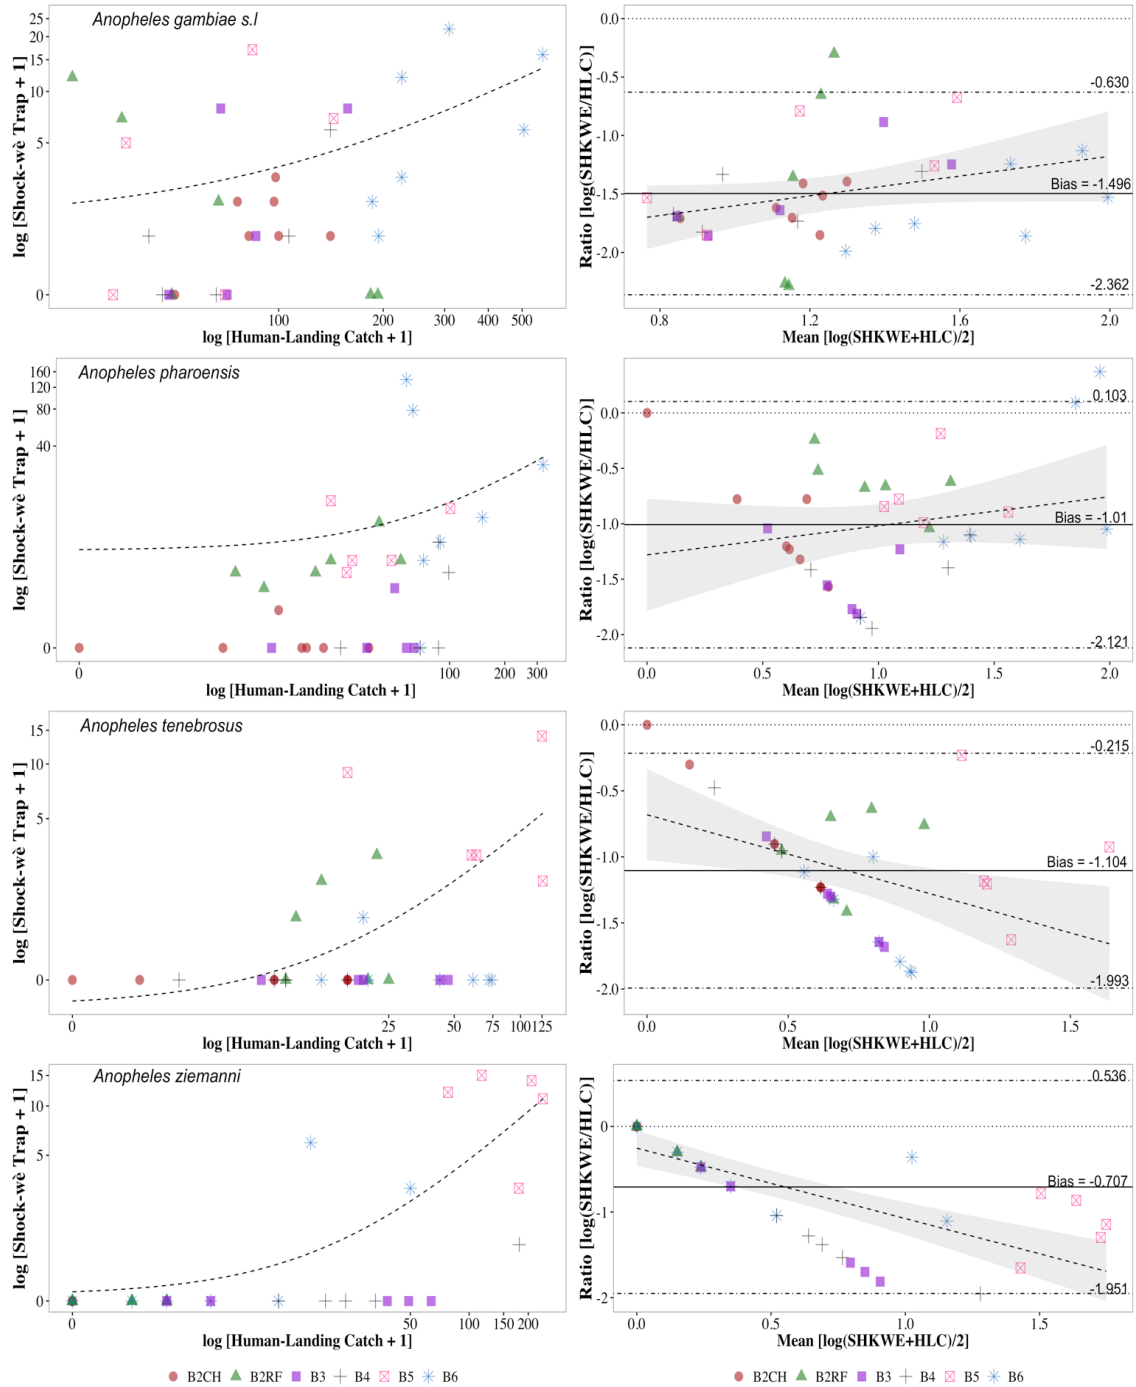 Anopheles gambiae s.l
log [Shock-wè Trap + 1]
25
20
15
10
5
0
100 200 300 400 500
log [Human-Landing Catch + 1]
Ratio [log(SHKWE/HLC)]
0.0
-0.5
-1.0
-1.5
-2.0
-0.630
Bias = -1.496
-2.362
0.8 1.2 1.6 2.0
Mean [log(SHKWE+HLC)/2]
Anopheles pharoensis
log [Shock-wè Trap + 1]
160
120
80
40
0
0 100 200 300
log [Human-Landing Catch + 1]
Ratio [log(SHKWE/HLC)]
0.0
-0.5
-1.0
-1.5
-2.0
0.103
Bias = -1.01
-2.121
0.0 0.5 1.0 1.5 2.0
Mean [log(SHKWE+HLC)/2]
Anopheles tenebrosus
log [Shock-wè Trap + 1]
15
10
5
0
0 25 50 75 100 125
log [Human-Landing Catch + 1]
Ratio [log(SHKWE/HLC)]
0.0
-0.5
-1.0
-1.5
-2.0
-0.215
Bias = -1.104
-1.993
0.0 0.5 1.0 1.5
Mean [log(SHKWE+HLC)/2]
Anopheles ziemanni
log [Shock-wè Trap + 1]
15
10
5
0
0 50 100 150 200
log [Human-Landing Catch + 1]
Ratio [log(SHKWE/HLC)]
0
-1
-2
0.536
Bias = -0.707
-1.951
0.0 0.5 1.0 1.5
Mean [log(SHKWE+HLC)/2]
B2CH B2RF B3 B4 B5 B6
B2CH B2RF B3 B4 B5 B6